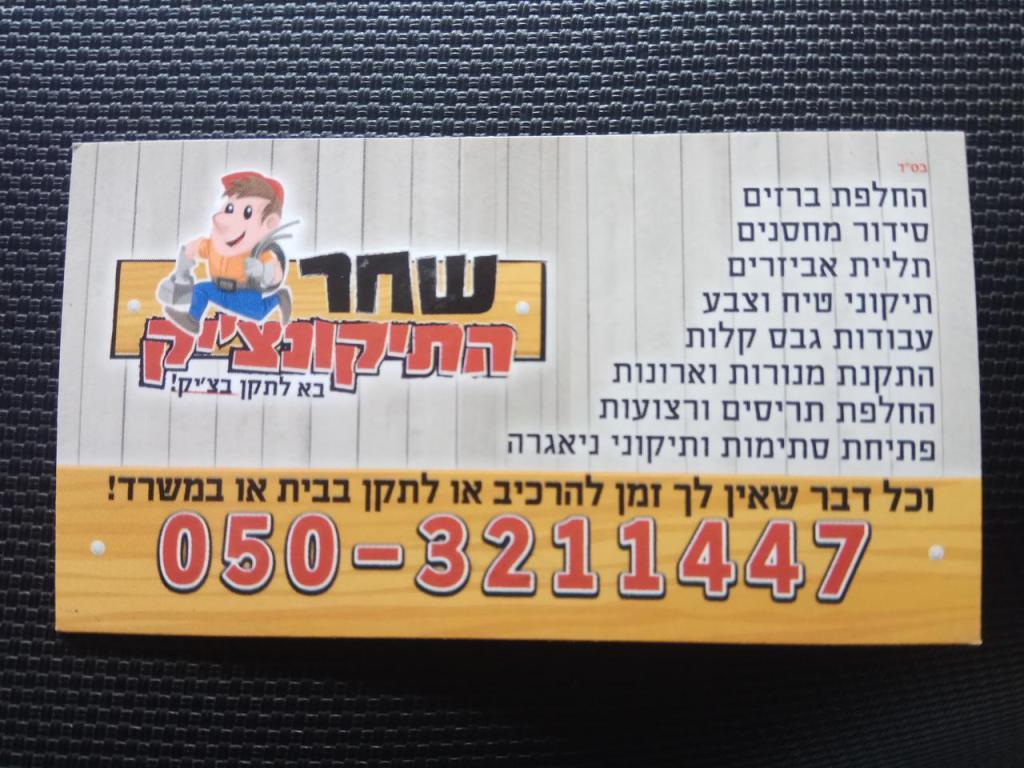 בס"ד
החלפת ברזים
סידור מחסנים
תליית אביזרים
תיקוני טיח וצבע
עבודות גבס קלות
התקנת מנורות וארונות
החלפת תריסים ורצועות
פתיחת סתימות ותיקוני ניאגרה
שחר
התיקונצ'יק
בא לתקן בצ'יק!
וכל דבר שאין לך זמן להרכיב או לתקן בבית או במשרד!
050-3211447